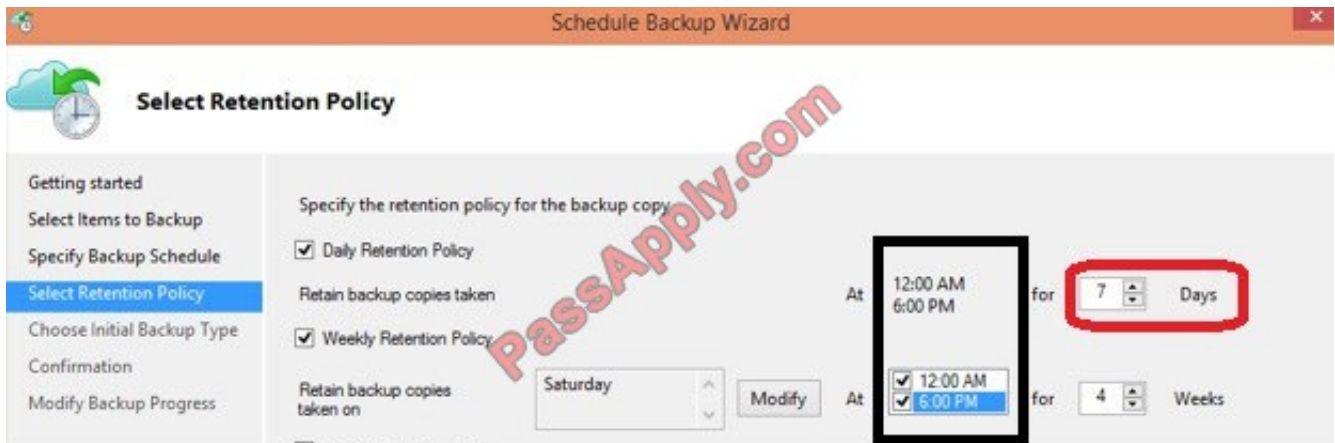 Schedule Backup Wizard
Select Retention Policy
Getting started
Select Items to Backup
Specify Backup Schedule
Select Retention Policy
Choose Initial Backup Type
Confirmation
Modify Backup Progress
Specify the retention policy for the backup copy
Daily Retention Policy
Retain backup copies taken
At
12:00 AM
6:00 PM
for 7 Days
Weekly Retention Policy
Retain backup copies
taken on
Saturday
Modify
At
12:00 AM
6:00 PM
for 4 Weeks
PassApply.com